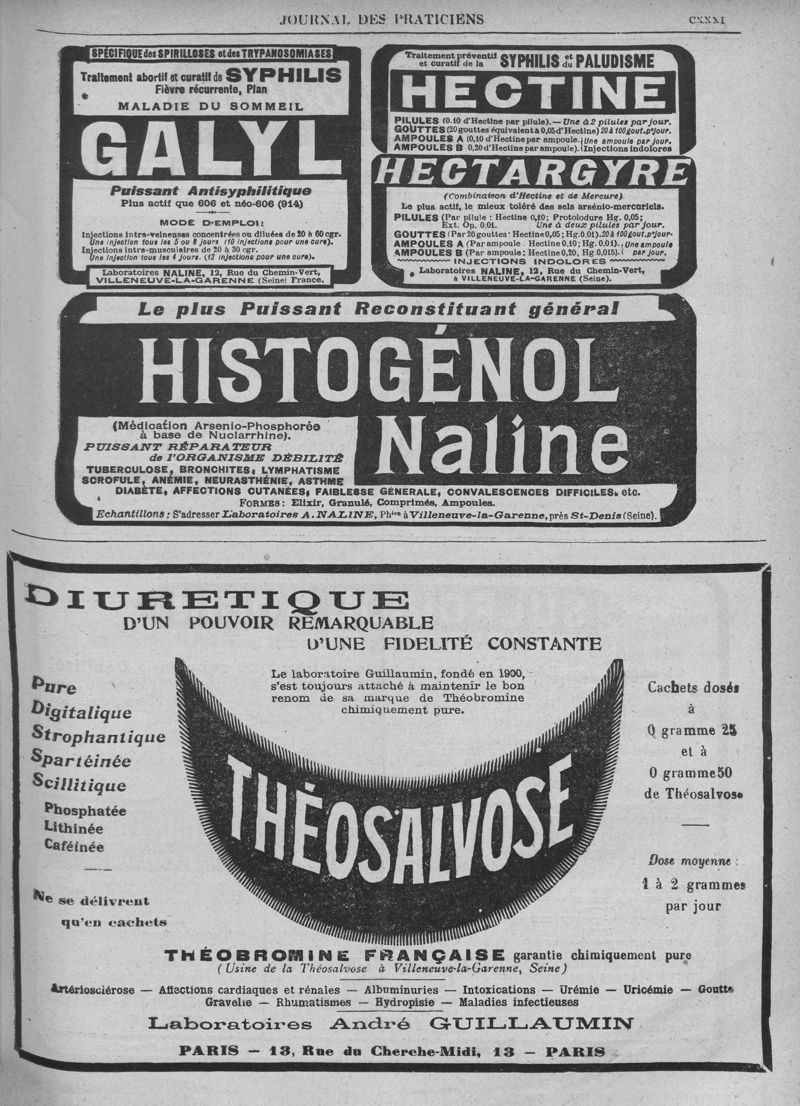 JOURNAL DES PRATICIENS
CXXXI
SPÉCIFIQUE des SPIRILLOSES et des TRYPANOSOMIASES
Traitement abortif et curatif de SYPHILIS
Fièvre récurrente, Pian
MALADIE DU SOMMEIL
GALYL
Puissant Antisyphilitique
Plus actif que 606 et néo-606 (914)
MODE D'EMPLOI:
Injections intra-veineuses concentrées ou diluées de 20 à 60 cgr.
Une injection tous les 5 ou 8 jours (10 injections pour une cure).
Injections intra-musculaires de 20 à 30 cgr.
Une injection tous les 4 jours. (12 injections pour une cure).
Laboratoires NALINE, 12, Rue du Chemin-Vert,
VILLENEUVE-LA-GARENNE (Seine) France.
Traitement préventif et curatif de la SYPHILIS et du PALUDISME
HECTINE
PILULES (0.10 d'Hectine par pilule). — Une à 2 pilules par jour.
GOUTTES (20 gouttes équivalent à 0,05 d'Hectine) 20 à 100 gout. p' jour.
AMPOULES A (0,10 d'Hectine par ampoule. Une ampoule par jour.
AMPOULES B 0,20 d'Hectine par ampoule). Injections indolores
HECTARGYRE
(Combinaison d'Hectine et de Mercure)
Le plus actif, le mieux toléré des sels arsénio-mercuriels.
PILULES (Par pilule : Hectine 0,10; Protoiodure Hg. 0,05;
Ext. Op. 0,01. Une à deux pilules par jour.
GOUTTES (Par 20 gouttes: Hectine 0,05; Hg. 0.01). 20 à 100 gout. p' jour.
AMPOULES A (Par ampoule : Hectine 0,10; Hg. 0,01). Une ampoule
AMPOULES B (Par ampoule: Hectine 0,20, Hg. 0,015). par jour.
INJECTIONS INDOLORES
Laboratoires NALINE, 12, Rue du Chemin-Vert,
à VILLENEUVE-LA-GARENNE (Seine).
Le plus Puissant Reconstituant général
HISTOGÉNOL
Naline
(Médication Arsenio-Phosphorée
à base de Nuclarrhine).
PUISSANT RÉPARATEUR
de l'ORGANISME DÉBILITÉ
TUBERCULOSE, BRONCHITES, LYMPHATISME
SCROFULE, ANÉMIE, NEURASTHÉNIE, ASTHME
DIABÈTE, AFFECTIONS CUTANÉES, FAIBLESSE GÉNÉRALE, CONVALESCENCES DIFFICILES, etc.
FORMES : Elixir, Granulé, Comprimés, Ampoules.
Echantillons : S'adresser Laboratoires A. NALINE, Phien à Villeneuve-la-Garenne, près St-Denis (Seine).
DIURETIQUE
D'UN POUVOIR REMARQUABLE
D'UNE FIDELITÉ CONSTANTE
Le laboratoire Guillaumin, fondé en 1900,
s'est toujours attaché à maintenir le bon
renom de sa marque de Théobromine
chimiquement pure.
Pure
Digitalique
Strophantique
Spartéinée
Scillitique
Phosphatée
Lithinée
Caféinée
Ne se délivrent
qu'en cachets
THÉOSALVOSE
Cachets dosés
à
0 gramme 25
et à
0 gramme 50
de Théosalvose
Dose moyenne :
1 à 2 grammes
par jour
THÉOBROMINE FRANÇAISE garantie chimiquement pure
(Usine de la Théosalvose à Villeneuve-la-Garenne, Seine)
Artériosclérose — Affections cardiaques et rénales — Albuminuries — Intoxications — Urémie — Uricémie — Goutte
Gravelle — Rhumatismes — Hydropisie — Maladies infectieuses
Laboratoires André GUILLAUMIN
PARIS — 13, Rue du Cherche-Midi, 13 — PARIS